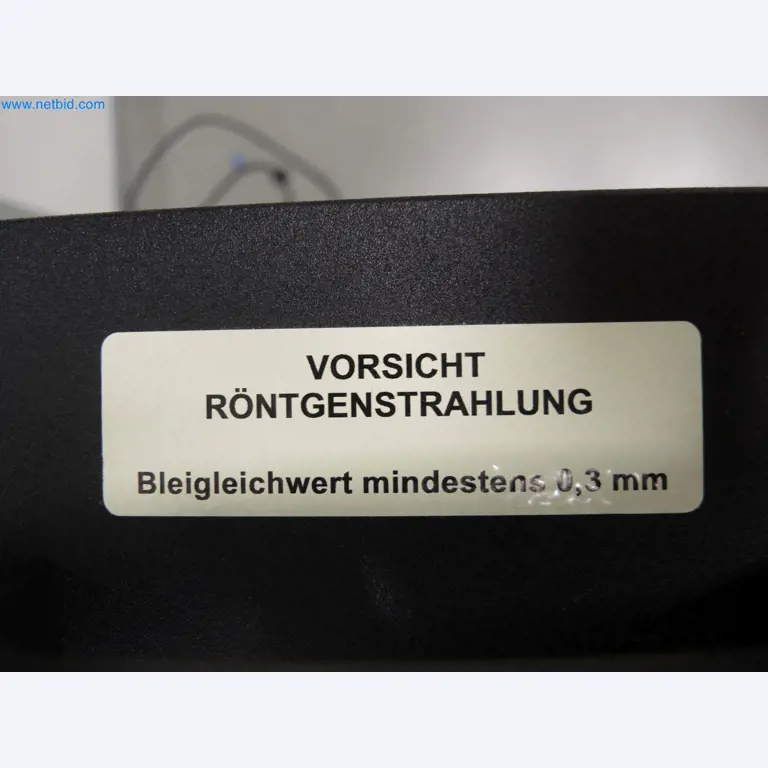 www.netbid.com
VORSICHT
RÖNTGENSTRAHLUNG
Bleigleichwert mindestens 0,3 mm